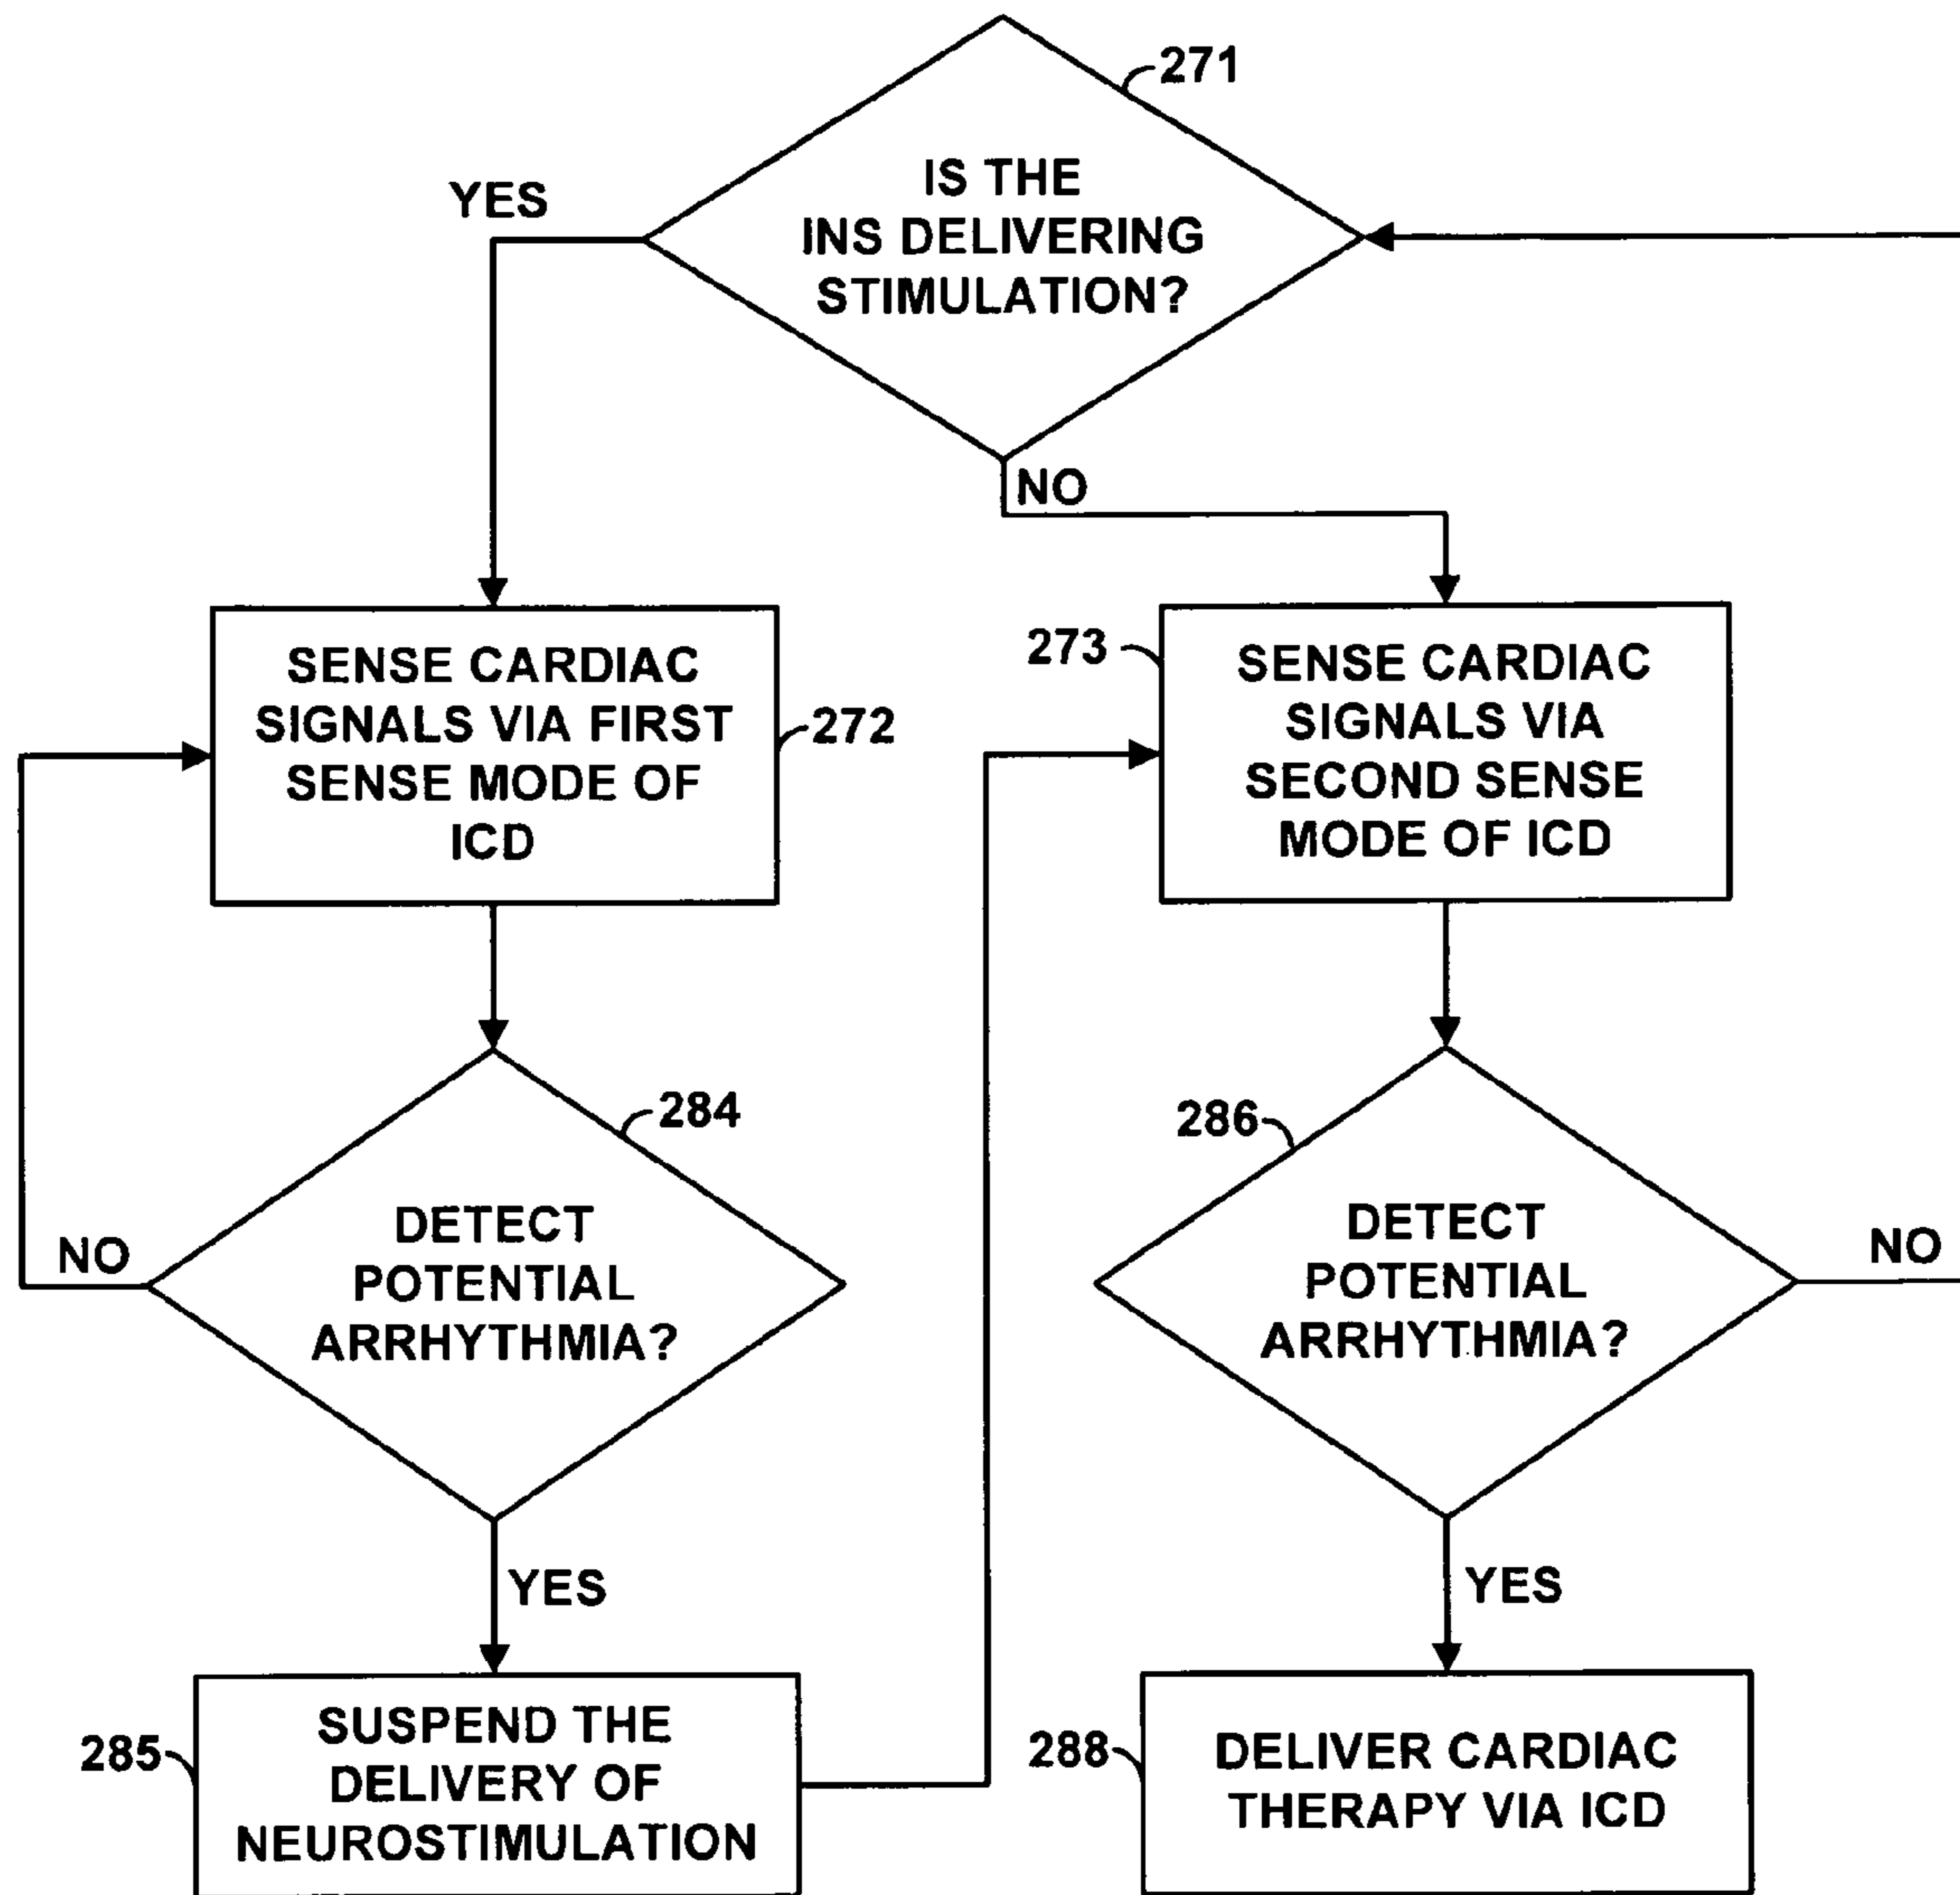 271
IS THE
INS DELIVERING
STIMULATION?
YES
NO
SENSE CARDIAC
SIGNALS VIA FIRST
SENSE MODE OF
ICD
272
273
SENSE CARDIAC
SIGNALS VIA
SECOND SENSE
MODE OF ICD
284
DETECT
POTENTIAL
ARRHYTHMIA?
NO
YES
286
DETECT
POTENTIAL
ARRHYTHMIA?
NO
YES
285
SUSPEND THE
DELIVERY OF
NEUROSTIMULATION
288
DELIVER CARDIAC
THERAPY VIA ICD